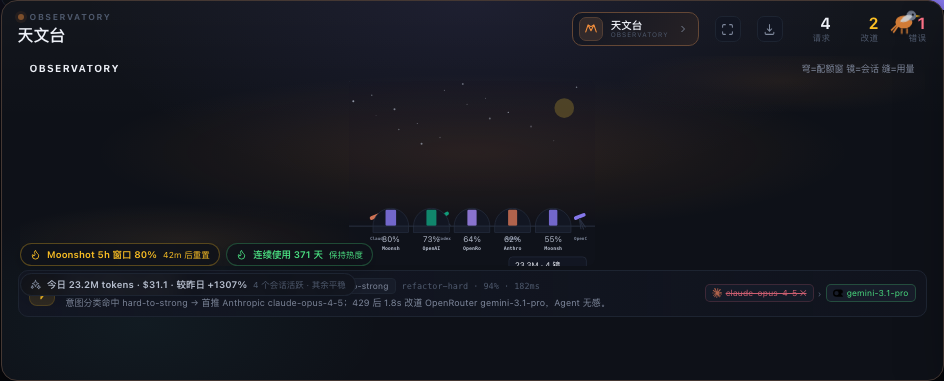 OBSERVATORY
天文台
天文台
OBSERVATORY
4
请求
2
改道
1
错误
OBSERVATORY
穹=配额窗 镜=会话 缝=用量
80%
Moonsh
73%
OpenAI
64%
OpenRo
62%
Anthro
55%
Moonsh
Moonshot 5h 窗口 80% 42m 后重置
连续使用 371 天 保持热度
今日 23.2M tokens · $31.1 · 较昨日 +1307% 4 个会话活跃 · 其余平稳
o-strong refactor-hard · 94% · 182ms
意图分类命中 hard-to-strong → 首推 Anthropic claude-opus-4-5；429 后 1.8s 改道 OpenRouter gemini-3.1-pro，Agent 无感。
claude-opus-4-5 ✕ › gemini-3.1-pro